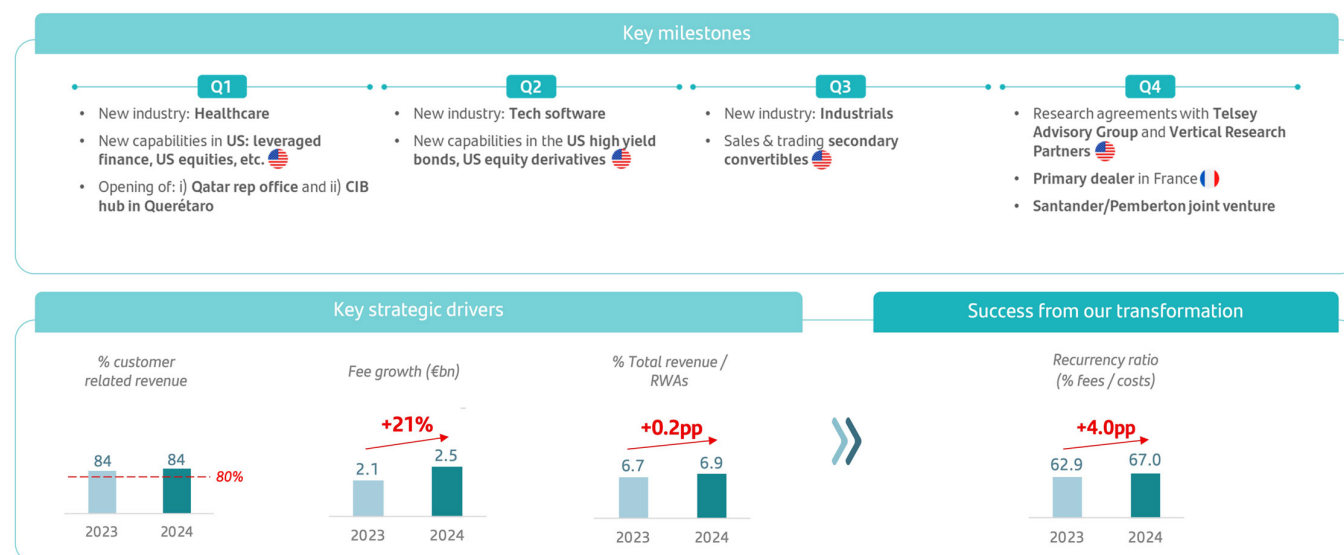 Key milestones
Q1
• New industry: Healthcare
• New capabilities in US: leveraged
finance, US equities, etc.
• Opening of: i) Qatar rep office and ii) CIB
hub in Querétaro
Q2
• New industry: Tech software
• New capabilities in the US high yield
bonds, US equity derivatives
Q3
• New industry: Industrials
• Sales & trading secondary
convertibles
Q4
• Research agreements with Telsey
Advisory Group and Vertical Research
Partners
• Primary dealer in France
• Santander/Pemberton joint venture
Key strategic drivers
% customer
related revenue
84
84
80%
2023
2024
Fee growth (€bn)
+21%
2.1
2.5
2023
2024
% Total revenue /
RWAs
+0.2pp
6.7
6.9
2023
2024
Success from our transformation
Recurrency ratio
(% fees / costs)
+4.0pp
62.9
67.0
2023
2024